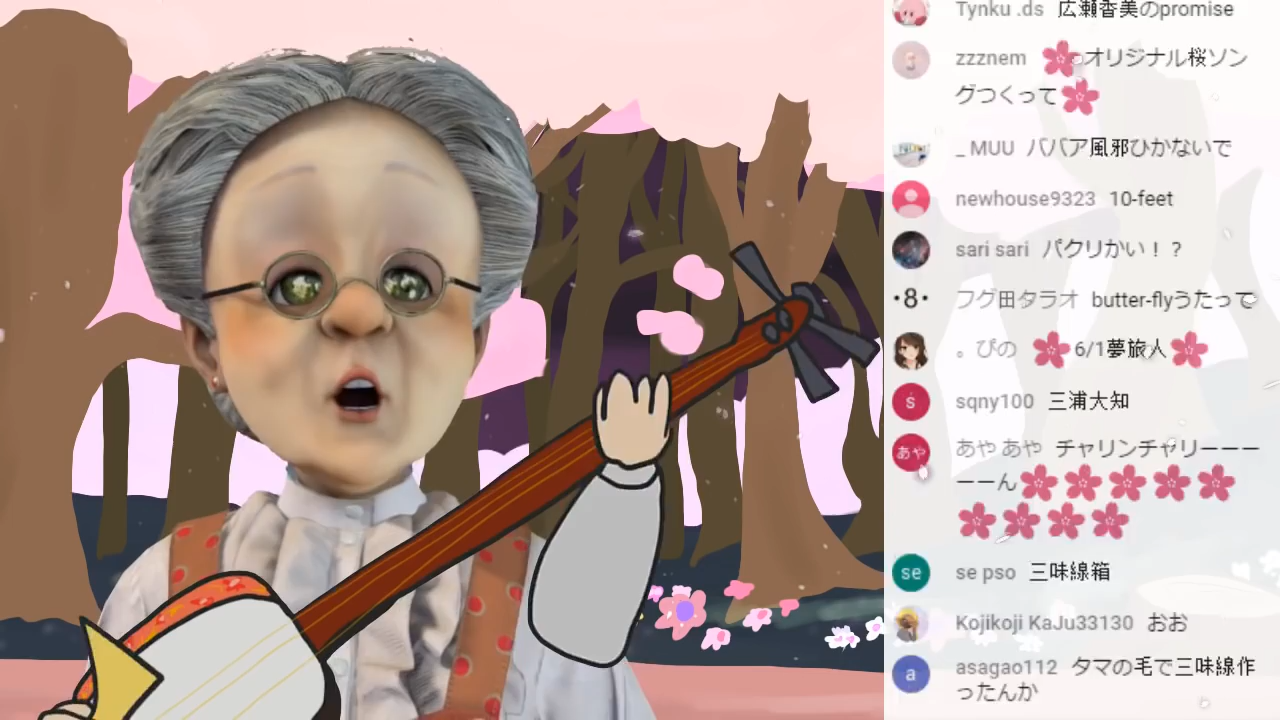 Tynku .ds 広瀬香美のpromise
zzznem 🌸オリジナル桜ソン
グつくって🌸
_ MUU ババア風邪ひかないで
newhouse9323 10-feet
sari sari パクリかい！？
·8· フグ田タラオ butter-flyうたって
。ぴの 🌸6/1夢旅人🌸
s sqny100 三浦大知
あや あや あや チャリンチャリーーー
ーーん🌸🌸🌸🌸🌸
🌸🌸🌸🌸
se se pso 三味線箱
Kojikoji KaJu33130 おお
a asagao112 タマの毛で三味線作
ったんか